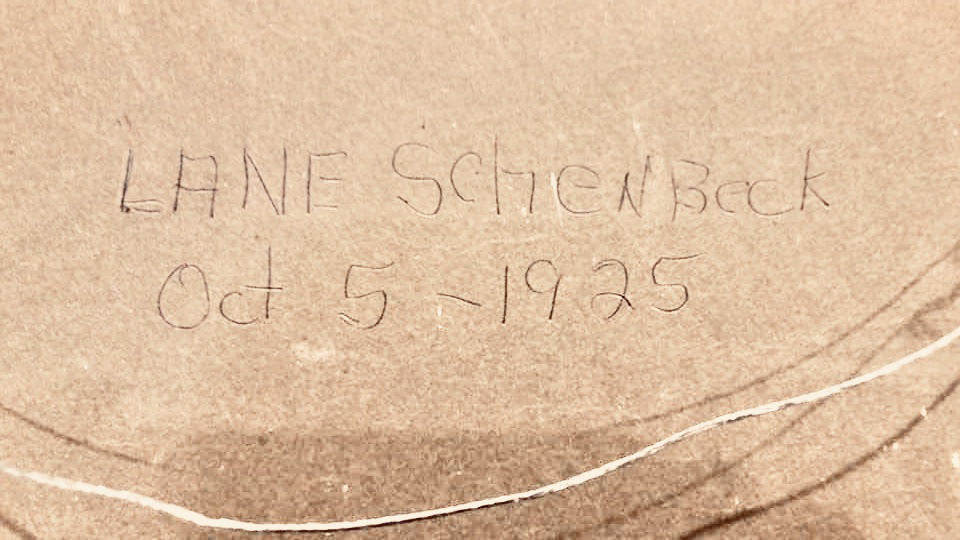 LANE SchenBeck
Oct 5 - 1925